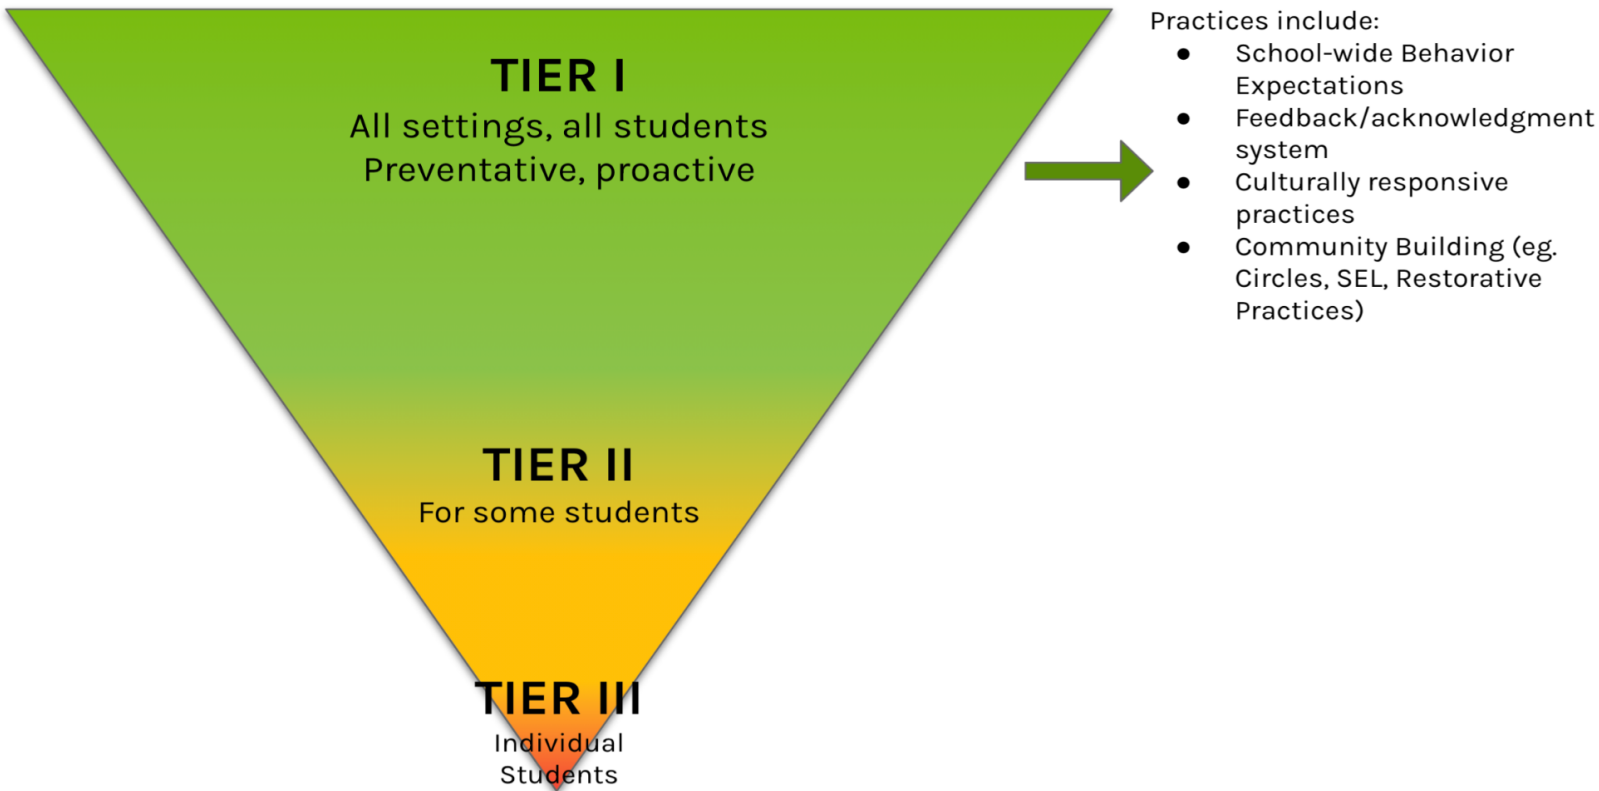 TIER I
All settings, all students
Preventative, proactive
TIER II
For some students
TIER III
Individual
Students
Practices include:
● School-wide Behavior
Expectations
● Feedback/acknowledgment
system
● Culturally responsive
practices
● Community Building (eg.
Circles, SEL, Restorative
Practices)